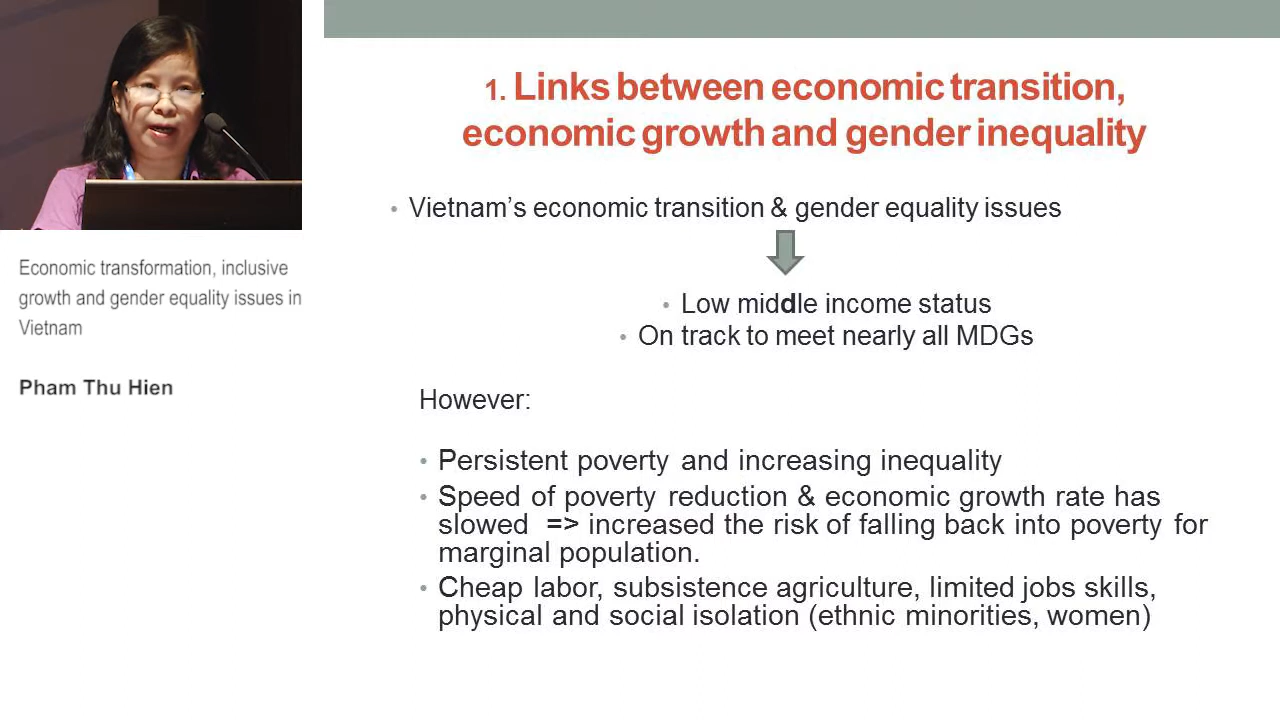 1. Links between economic transition,
economic growth and gender inequality
• Vietnam's economic transition & gender equality issues
• Low middle income status
• On track to meet nearly all MDGs
However:
• Persistent poverty and increasing inequality
• Speed of poverty reduction & economic growth rate has
slowed => increased the risk of falling back into poverty for
marginal population.
• Cheap labor, subsistence agriculture, limited jobs skills,
physical and social isolation (ethnic minorities, women)
Economic transformation, inclusive
growth and gender equality issues in
Vietnam
Pham Thu Hien